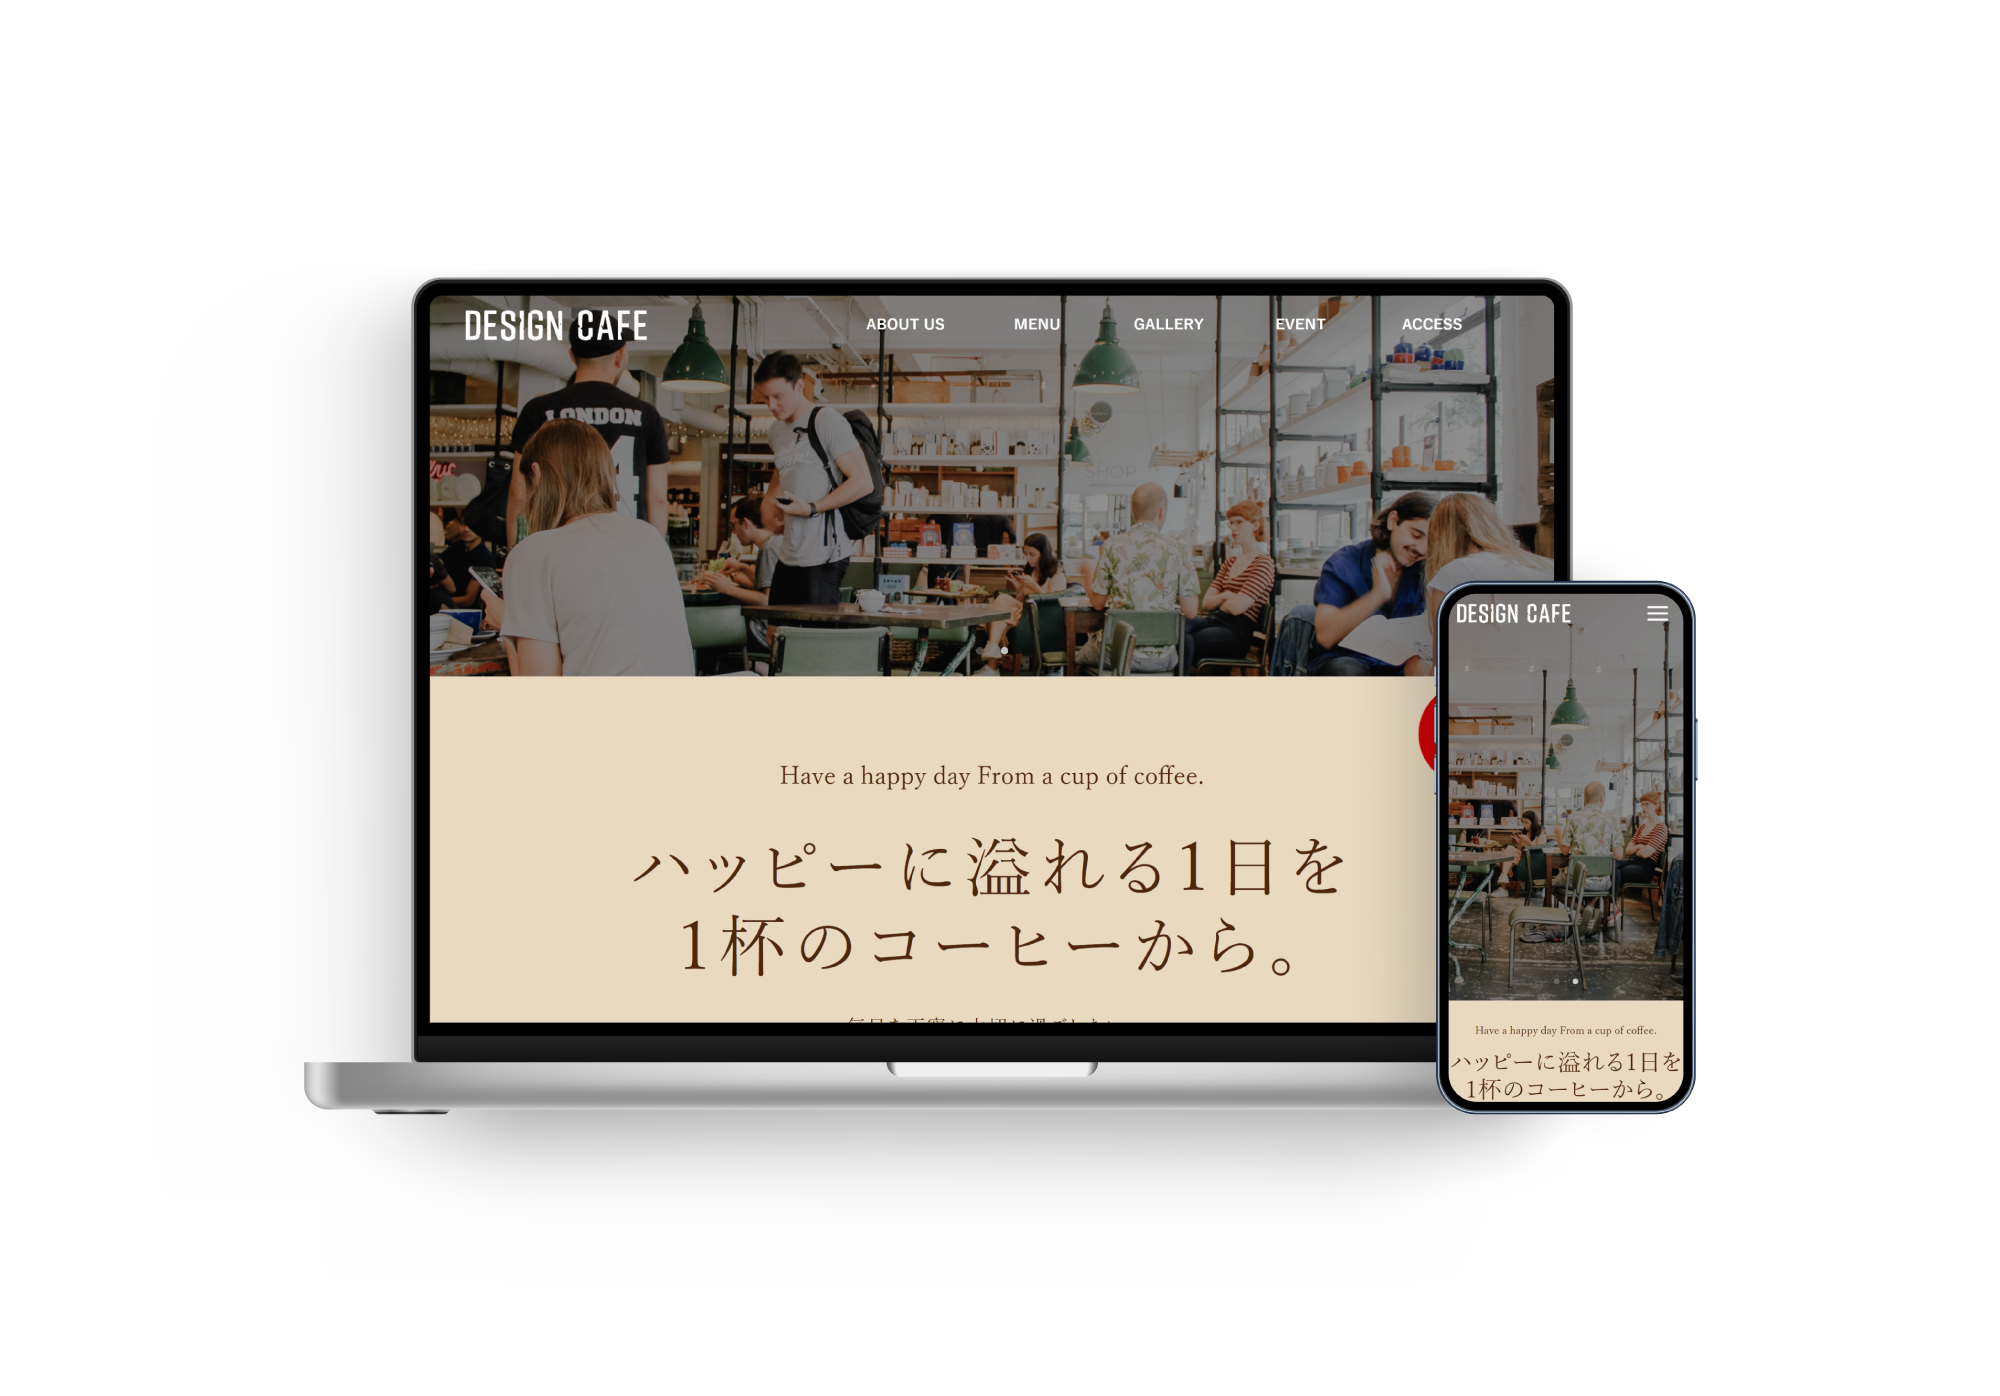 DESIGN CAFE
ABOUT US MENU GALLERY EVENT ACCESS
LONDON
SHOP
Have a happy day From a cup of coffee.
ハッピーに溢れる1日を
1杯のコーヒーから。
DESIGN CAFE
Have a happy day From a cup of coffee.
ハッピーに溢れる1日を
1杯のコーヒーから。